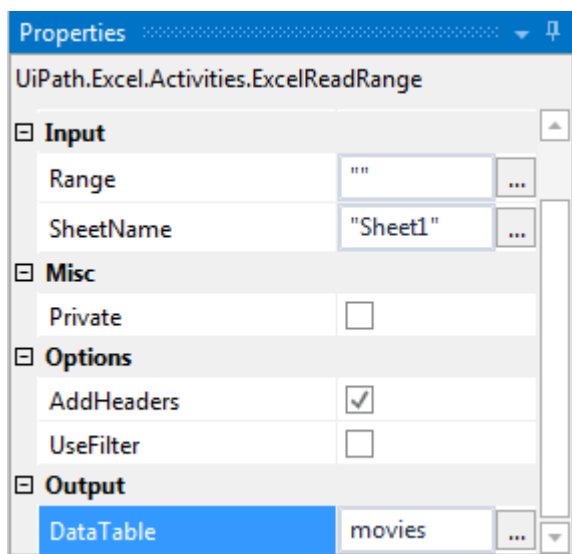 Properties
UiPath.Excel.Activities.ExcelReadRange
Input
Range "" ...
SheetName "Sheet1" ...
Misc
Private
Options
AddHeaders
UseFilter
Output
DataTable movies ...